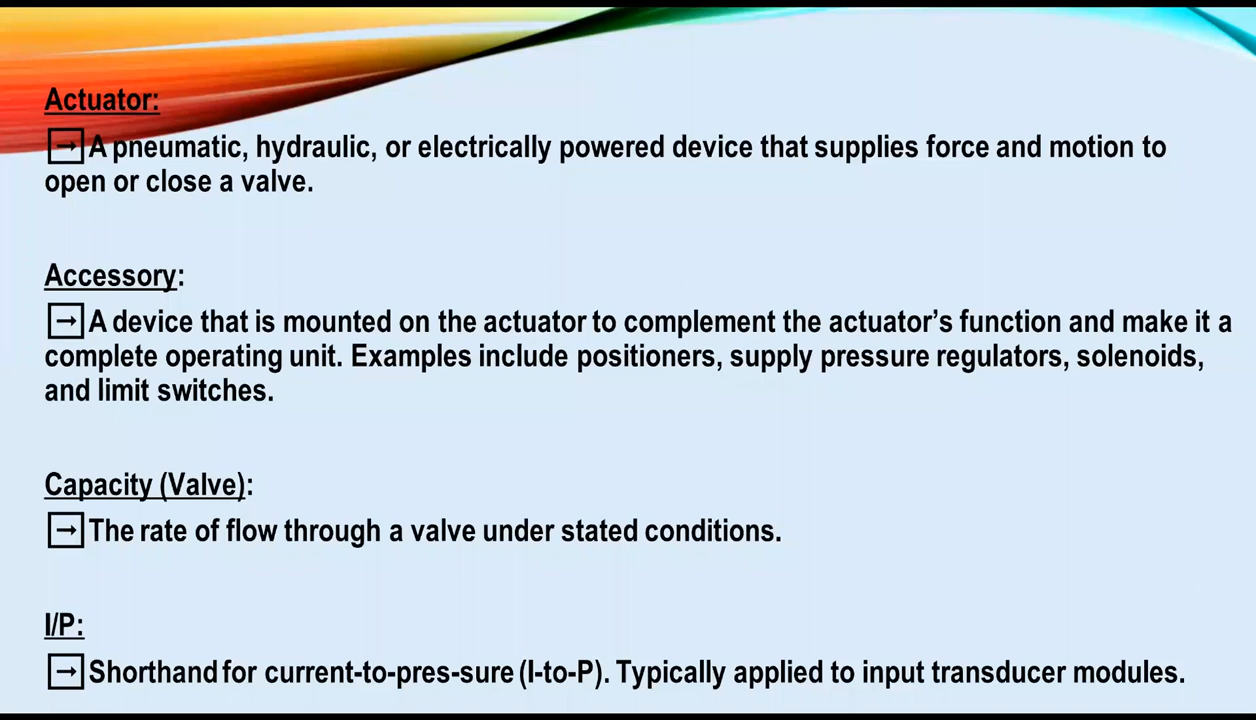 Actuator:
→ A pneumatic, hydraulic, or electrically powered device that supplies force and motion to
open or close a valve.
Accessory:
→ A device that is mounted on the actuator to complement the actuator’s function and make it a
complete operating unit. Examples include positioners, supply pressure regulators, solenoids,
and limit switches.
Capacity (Valve):
→ The rate of flow through a valve under stated conditions.
I/P:
→ Shorthand for current-to-pres-sure (I-to-P). Typically applied to input transducer modules.